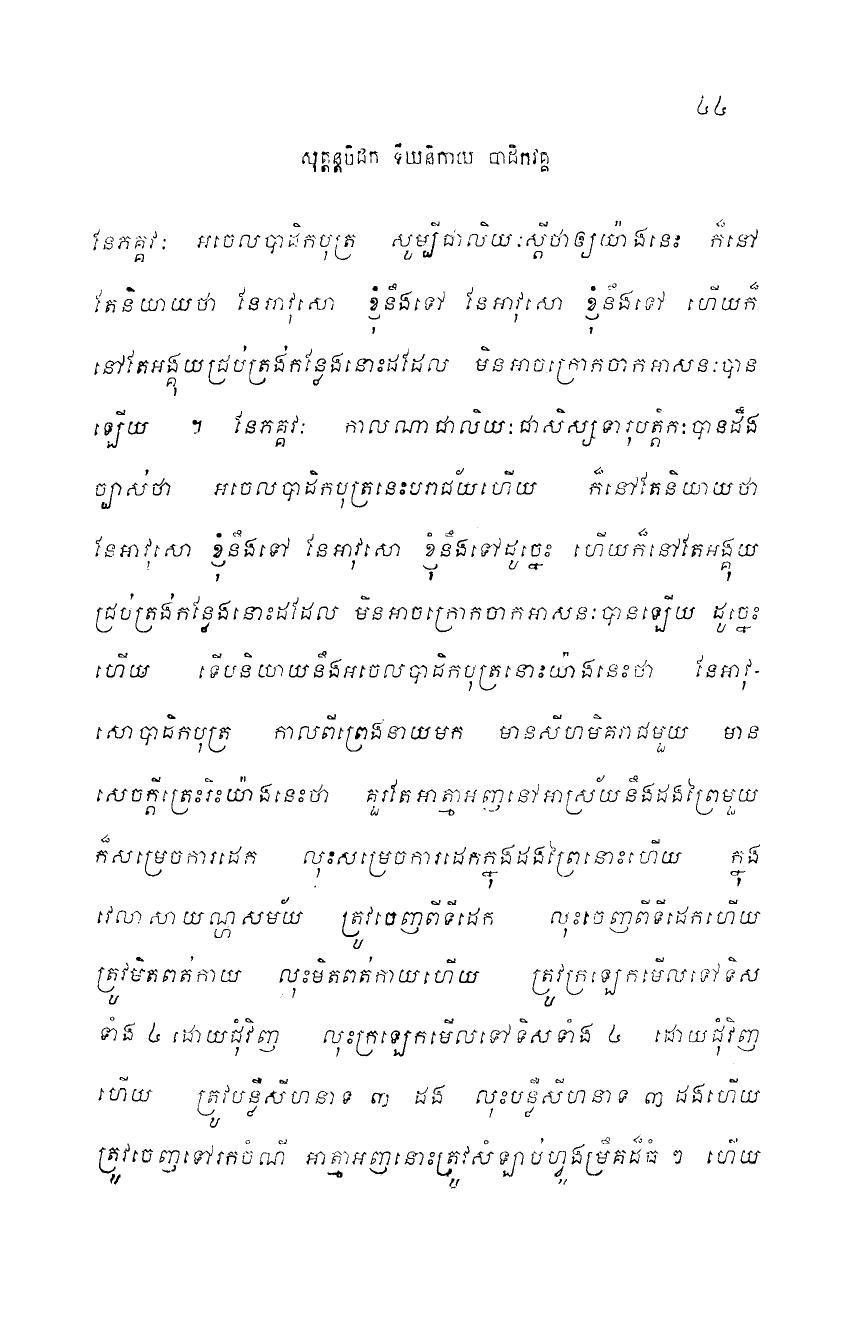 ៤៤
សុត្តន្តបិដក ទីឃនិកាយ បាដិកវគ្គ
នែភគ្គវៈ អចេលបាដិកបុត្រ សូម្បីជាលិយៈស្តីថាឲ្យយ៉ាងនេះ ក៏នៅ
តែនិយាយថា នែអាវុសោ ខ្ញុំនឹងទៅ នែអាវុសោ ខ្ញុំនឹងទៅ ហើយក៏
នៅតែអង្គុយជ្រប់ត្រង់កន្លែងនោះដដែល មិនអាចក្រោកចាកអាសនៈបាន
ឡើយ ។ នែភគ្គវៈ កាលណាជាលិយៈជាសិស្សទារុបត្តិកៈបានដឹង
ច្បាស់ថា អចេលបាដិកបុត្រនេះបរាជ័យហើយ ក៏នៅតែនិយាយថា
នែអាវុសោ ខ្ញុំនឹងទៅ នែអាវុសោ ខ្ញុំនឹងទៅដូច្នេះ ហើយក៏នៅតែអង្គុយ
ជ្រប់ត្រង់កន្លែងនោះដដែល មិនអាចក្រោកចាកអាសនៈបានឡើយ ដូច្នេះ
ហើយ ទើបនិយាយនឹងអចេលបាដិកបុត្រនោះយ៉ាងនេះថា នែអាវុ-
សោបាដិកបុត្រ កាលពីព្រេងនាយមក មានសីហមិគរាជមួយ មាន
សេចក្តីត្រេះរិះយ៉ាងនេះថា គួរតែអាត្មាអញនៅអាស្រ័យនឹងដងព្រៃមួយ
ក៏សម្រេចការដេក លុះសម្រេចការដេកក្នុងដងព្រៃនោះហើយ ក្នុង
វេលាសាយណ្ហសម័យ ត្រូវចេញពីទីដេក លុះចេញពីទីដេកហើយ
ត្រូវមិតពត់កាយ លុះមិតពត់កាយហើយ ត្រូវក្រឡេកមើលទៅទិស
ទាំង ៤ ដោយជុំវិញ លុះក្រឡេកមើលទៅទិសទាំង ៤ ដោយជុំវិញ
ហើយ ត្រូវបន្លឺសីហនាទ ៣ ដង លុះបន្លឺសីហនាទ ៣ ដងហើយ
ត្រូវចេញទៅរកចំណី អាត្មាអញនោះត្រូវសំឡាប់ហ្វូងម្រឹគដ៏ធំ ៗ ហើយ